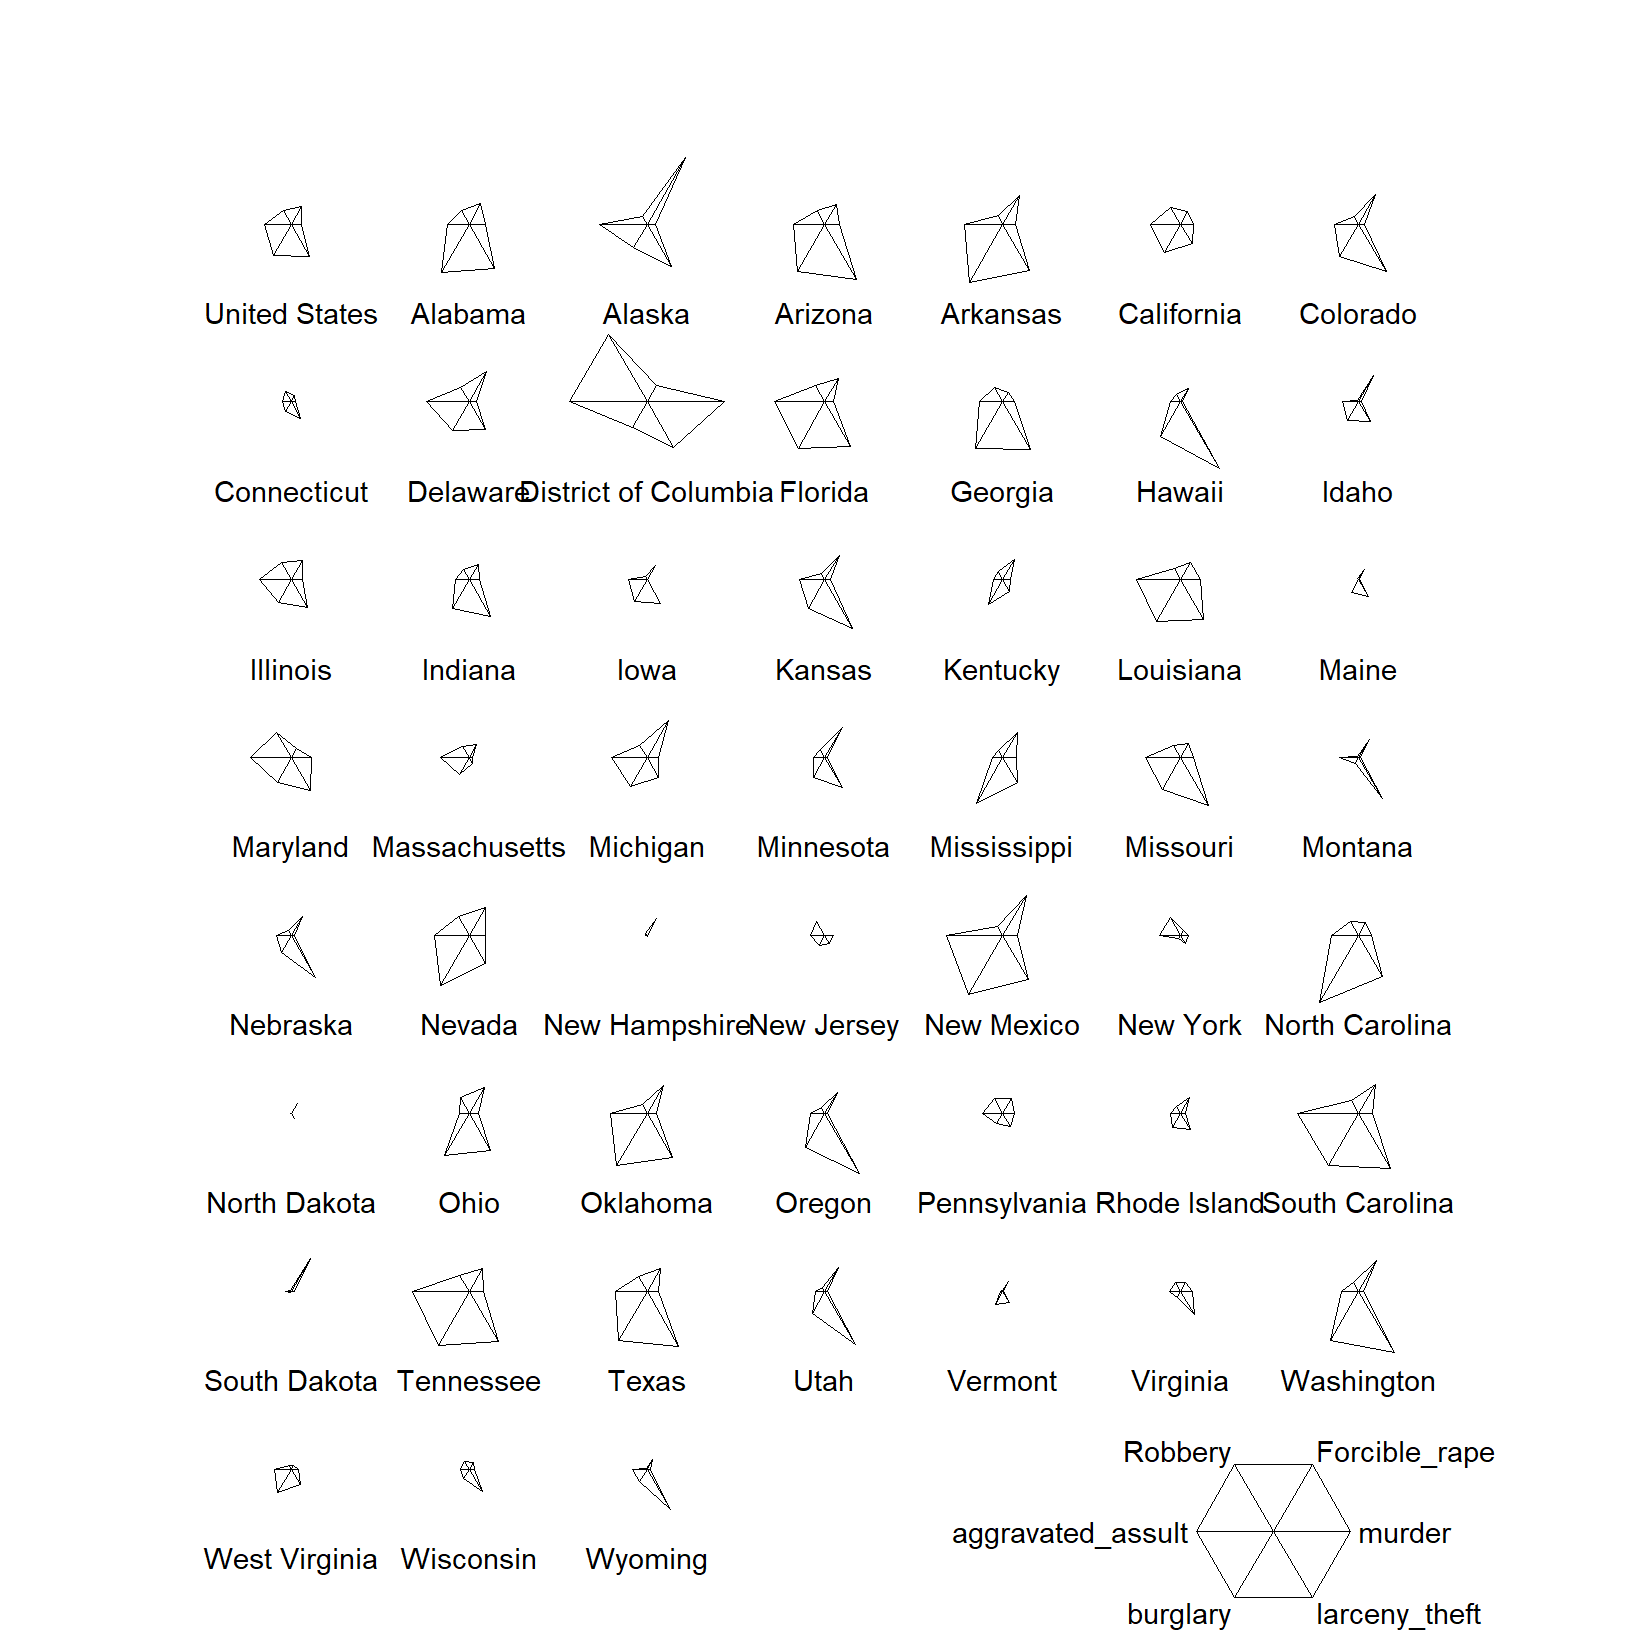 United States Alabama Alaska Arizona Arkansas California Colorado
Connecticut Delaware District of Columbia Florida Georgia Hawaii Idaho
Illinois Indiana Iowa Kansas Kentucky Louisiana Maine
Maryland Massachusetts Michigan Minnesota Mississippi Missouri Montana
Nebraska Nevada New Hampshire New Jersey New Mexico New York North Carolina
North Dakota Ohio Oklahoma Oregon Pennsylvania Rhode Island South Carolina
South Dakota Tennessee Texas Utah Vermont Virginia Washington
Robbery Forcible_rape
aggravated_assult murder
West Virginia Wisconsin Wyoming
burglary larceny_theft